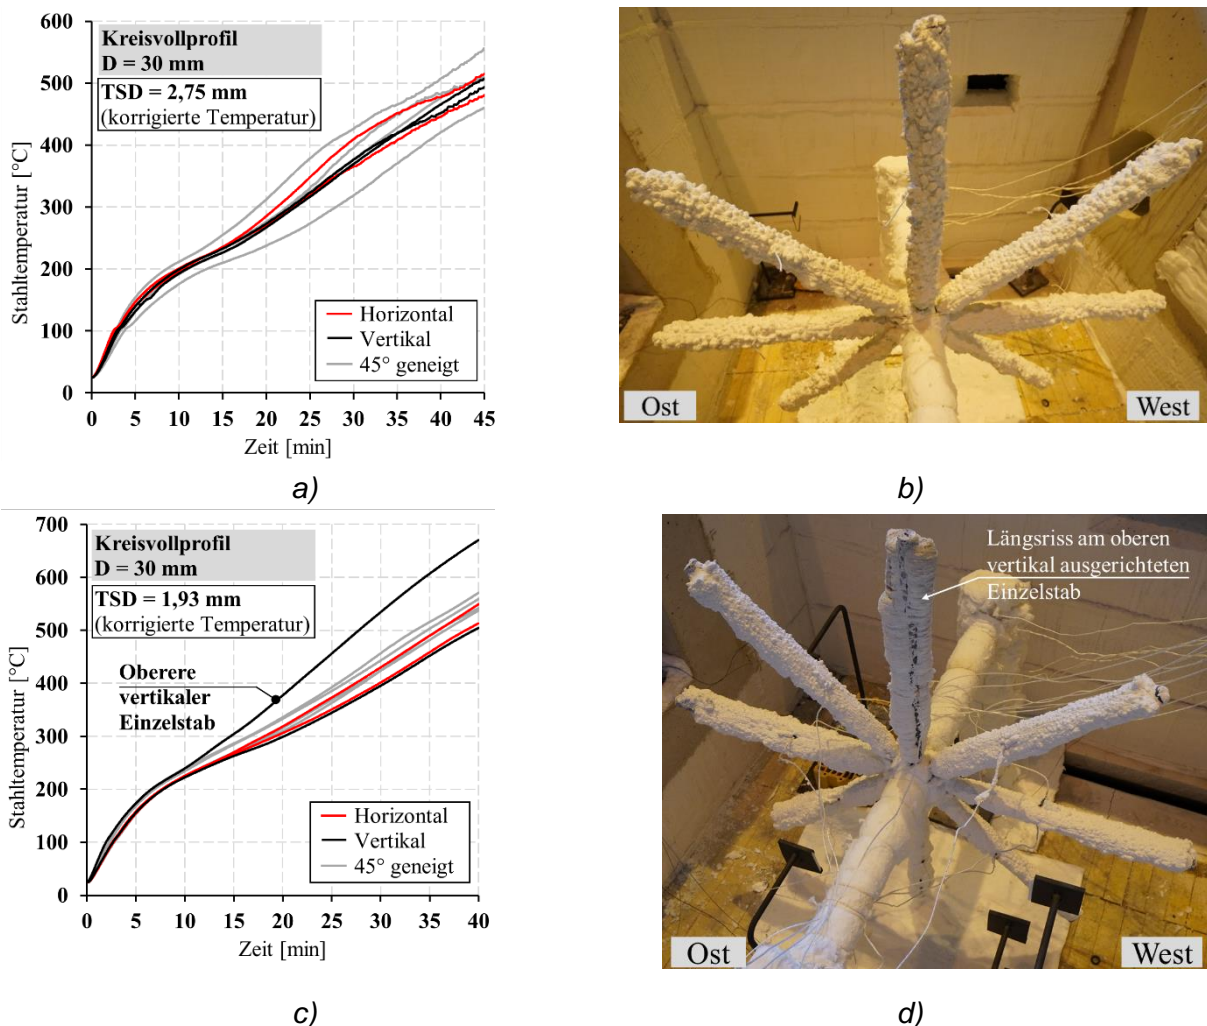 600
500
400
300
200
100
0
Stahltemperatur [°C]
Kreisvollprofil
D = 30 mm
TSD = 2,75 mm
(korrigierte Temperatur)
Horizontal
Vertikal
45° geneigt
0 5 10 15 20 25 30 35 40 45
Zeit [min]
a)
Ost
West
b)
700
600
500
400
300
200
100
0
Stahltemperatur [°C]
Kreisvollprofil
D = 30 mm
TSD = 1,93 mm
(korrigierte Temperatur)
Oberere
vertikaler
Einzelstab
Horizontal
Vertikal
45° geneigt
0 5 10 15 20 25 30 35 40
Zeit [min]
c)
Längsriss am oberen
vertikal ausgerichteten
Einzelstab
Ost
West
d)